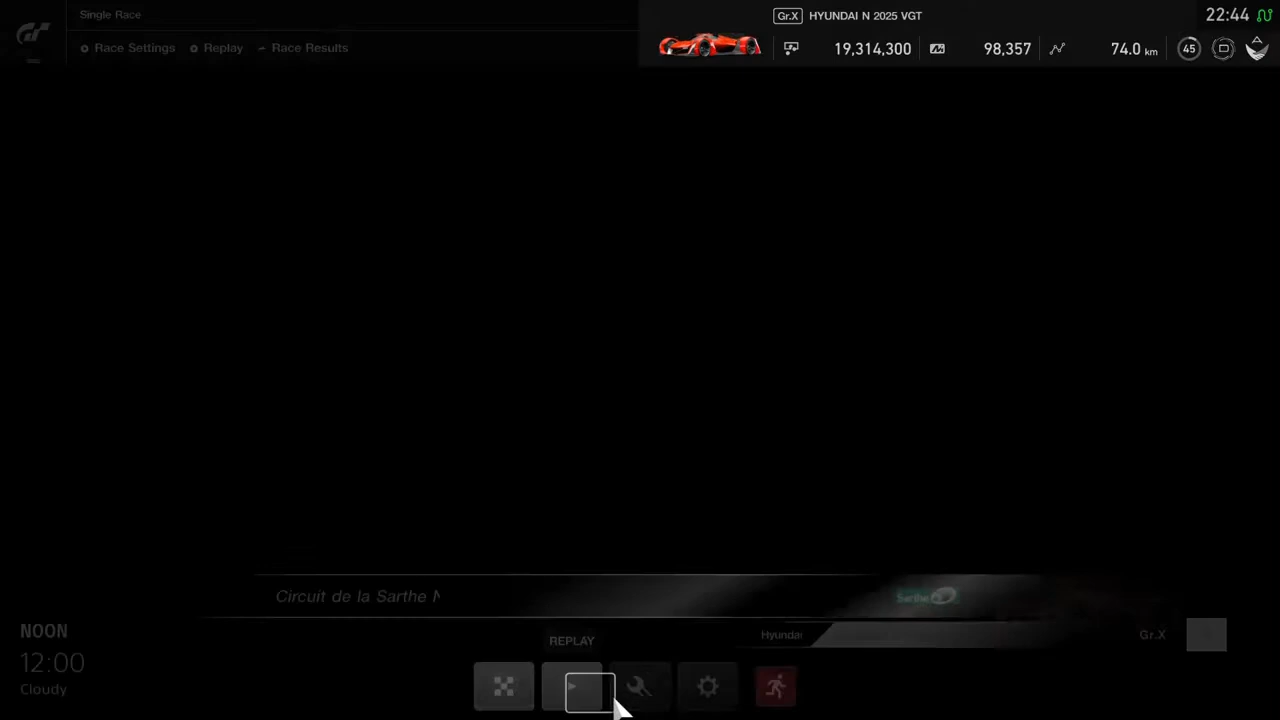 Single Race
Gr.X HYUNDAI N 2025 VGT
22:44
Race Settings Replay Race Results
19,314,300 98,357 74.0 km 45
Circuit de la Sarthe N
Sarthe
NOON
REPLAY
Hyundai
Gr.X
12:00
Cloudy